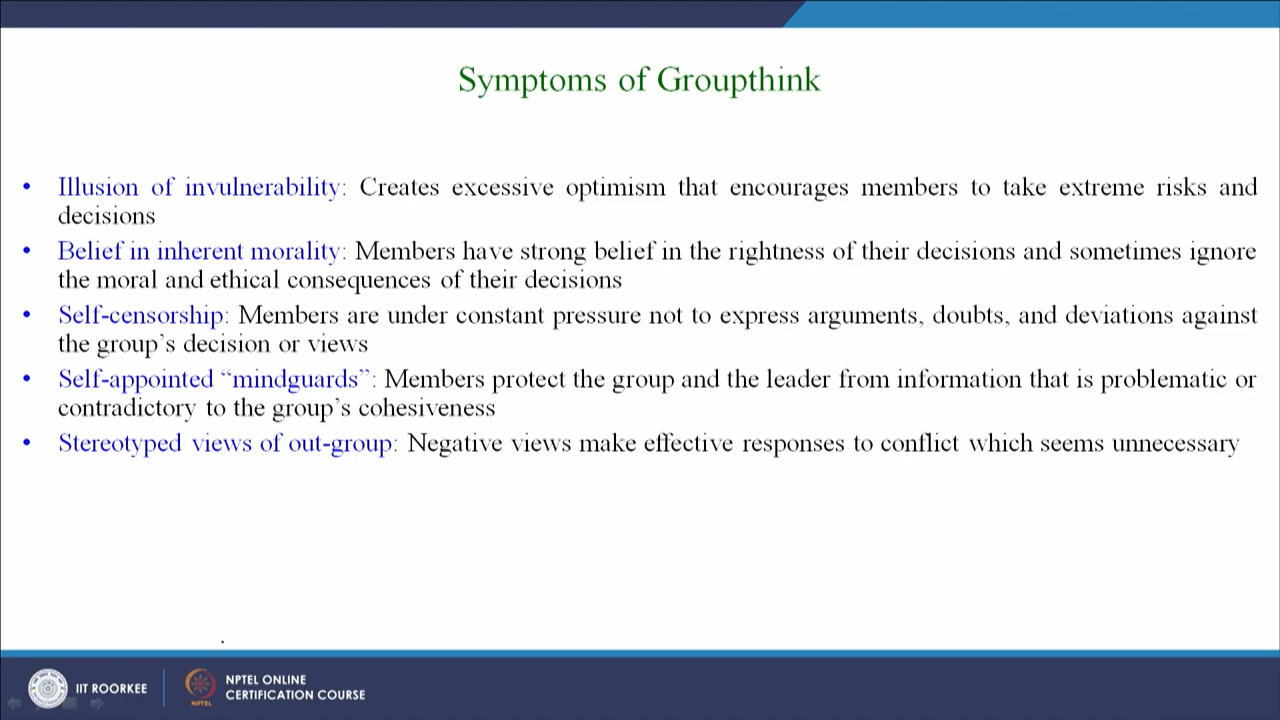 Symptoms of Groupthink
• Illusion of invulnerability: Creates excessive optimism that encourages members to take extreme risks and
decisions
• Belief in inherent morality: Members have strong belief in the rightness of their decisions and sometimes ignore
the moral and ethical consequences of their decisions
• Self-censorship: Members are under constant pressure not to express arguments, doubts, and deviations against
the group’s decision or views
• Self-appointed “mindguards”: Members protect the group and the leader from information that is problematic or
contradictory to the group’s cohesiveness
• Stereotyped views of out-group: Negative views make effective responses to conflict which seems unnecessary
.
IIT ROORKEE
NPTEL
NPTEL ONLINE
CERTIFICATION COURSE